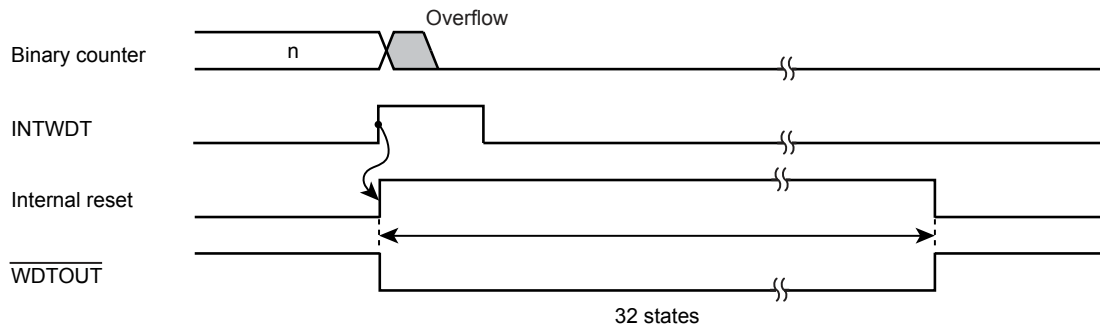 Overflow
Binary counter
n
INTWDT
Internal reset
WDTOUT
32 states